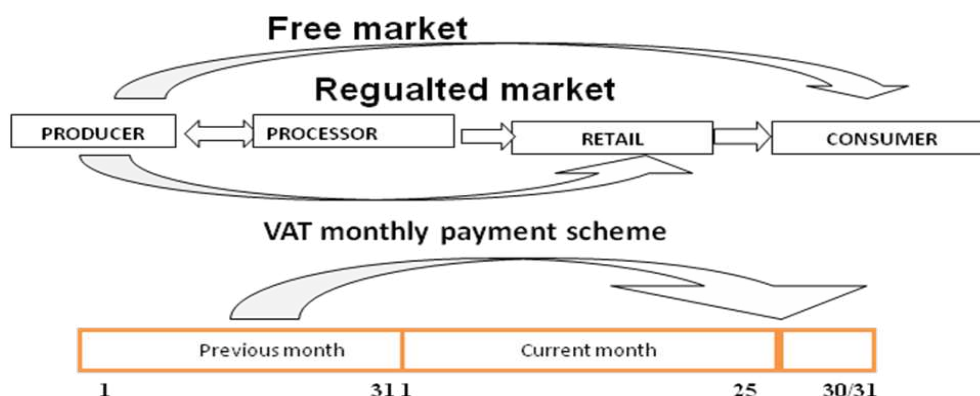 Free market
Regualted market
PRODUCER PROCESSOR RETAIL CONSUMER
VAT monthly payment scheme
Previous month Current month
1 31 1 25 30/31